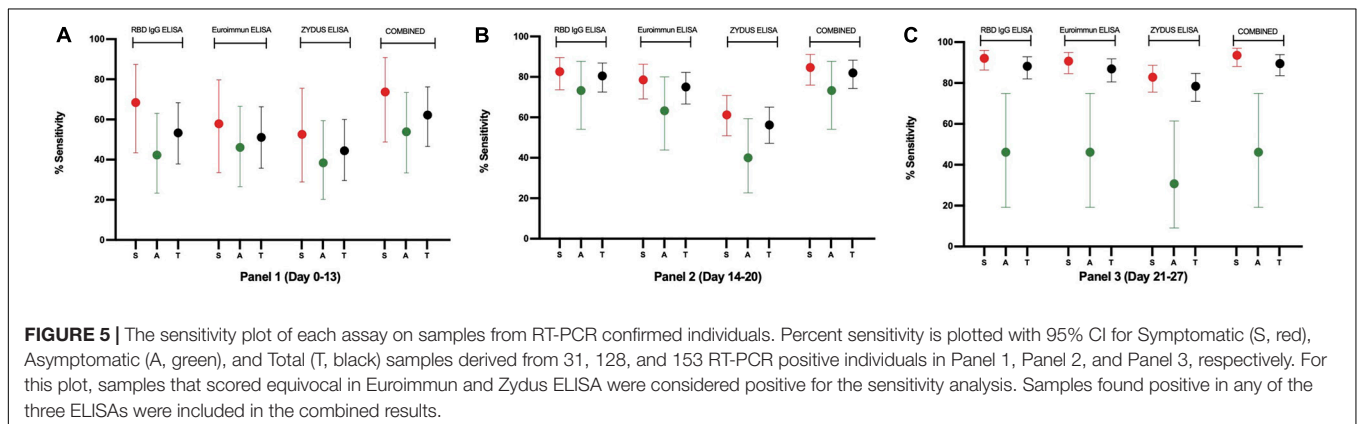 A
RBD IgG ELISA Euroimmun ELISA ZYDUS ELISA COMBINED
100
80
60
40
20
0
% Sensitivity
S A T S A T S A T S A T
Panel 1 (Day 0-13)
B
RBD IgG ELISA Euroimmun ELISA ZYDUS ELISA COMBINED
100
80
60
40
20
0
% Sensitivity
S A T S A T S A T S A T
Panel 2 (Day 14-20)
C
RBD IgG ELISA Euroimmun ELISA ZYDUS ELISA COMBINED
100
80
60
40
20
0
% Sensitivity
S A T S A T S A T S A T
Panel 3 (Day 21-27)
FIGURE 5 | The sensitivity plot of each assay on samples from RT-PCR confirmed individuals. Percent sensitivity is plotted with 95% CI for Symptomatic (S, red),
Asymptomatic (A, green), and Total (T, black) samples derived from 31, 128, and 153 RT-PCR positive individuals in Panel 1, Panel 2, and Panel 3, respectively. For
this plot, samples that scored equivocal in Euroimmun and Zydus ELISA were considered positive for the sensitivity analysis. Samples found positive in any of the
three ELISAs were included in the combined results.